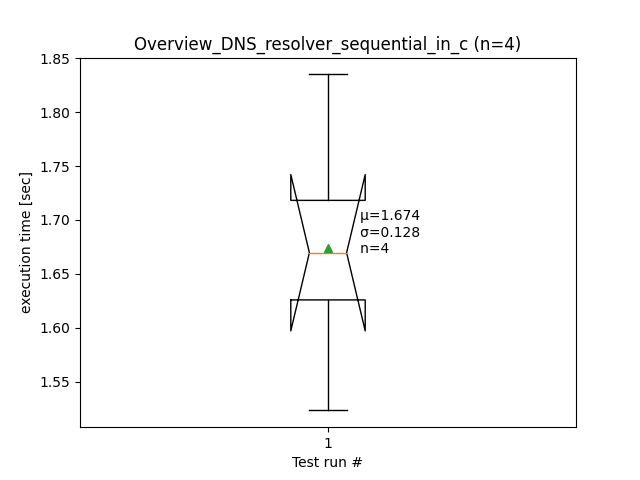 Overview_DNS_resolver_sequential_in_c (n=4)
1.85
1.80
1.75
1.70
1.65
1.60
1.55
execution time [sec]
μ=1.674
σ=0.128
n=4
1
Test run #